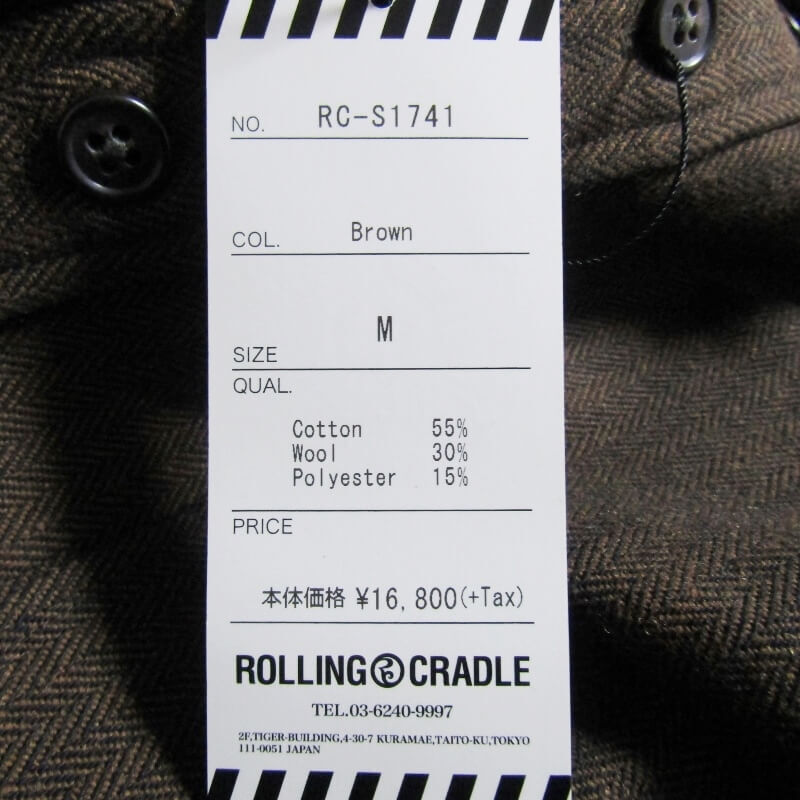 NO. RC-S1741
COL. Brown
SIZE M
QUAL.
Cotton 55%
Wool 30%
Polyester 15%
PRICE
本体価格 ¥16,800(+Tax)
ROLLING CRADLE
TEL.03-6240-9997
2F,TIGER-BUILDING,4-30-7 KURAMAE,TAITO-KU,TOKYO
111-0051 JAPAN